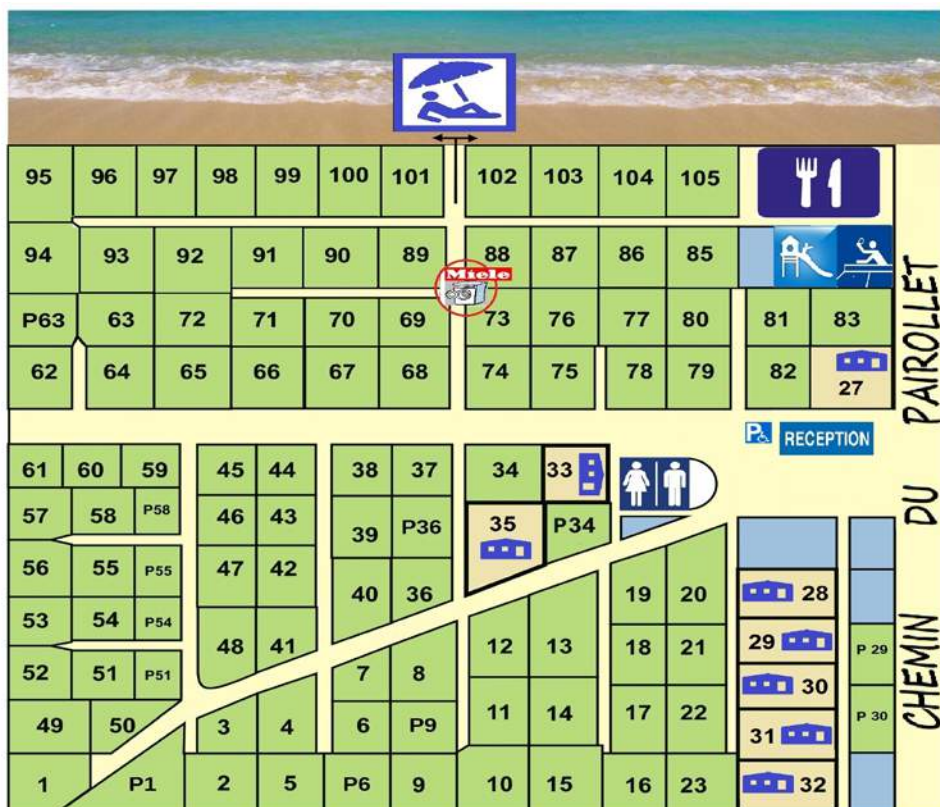 95 96 97 98 99 100 101 102 103 104 105
94 93 92 91 90 89 88 87 86 85
Miele
P63 63 72 71 70 69 73 76 77 80 81 83
62 64 65 66 67 68 74 75 78 79 82 27
P RECEPTION
61 60 59 45 44 38 37 34 33
57 58 P58 46 43 39 P36 35 P34
56 55 P55 47 42 40 36 19 20 28
53 54 P54 48 41 12 13 18 21 29 P 29
52 51 P51 7 8 30
49 50 3 4 6 P9 11 14 17 22 31 P 30
1 P1 2 5 P6 9 10 15 16 23 32
CHEMIN DU PAIROLLET